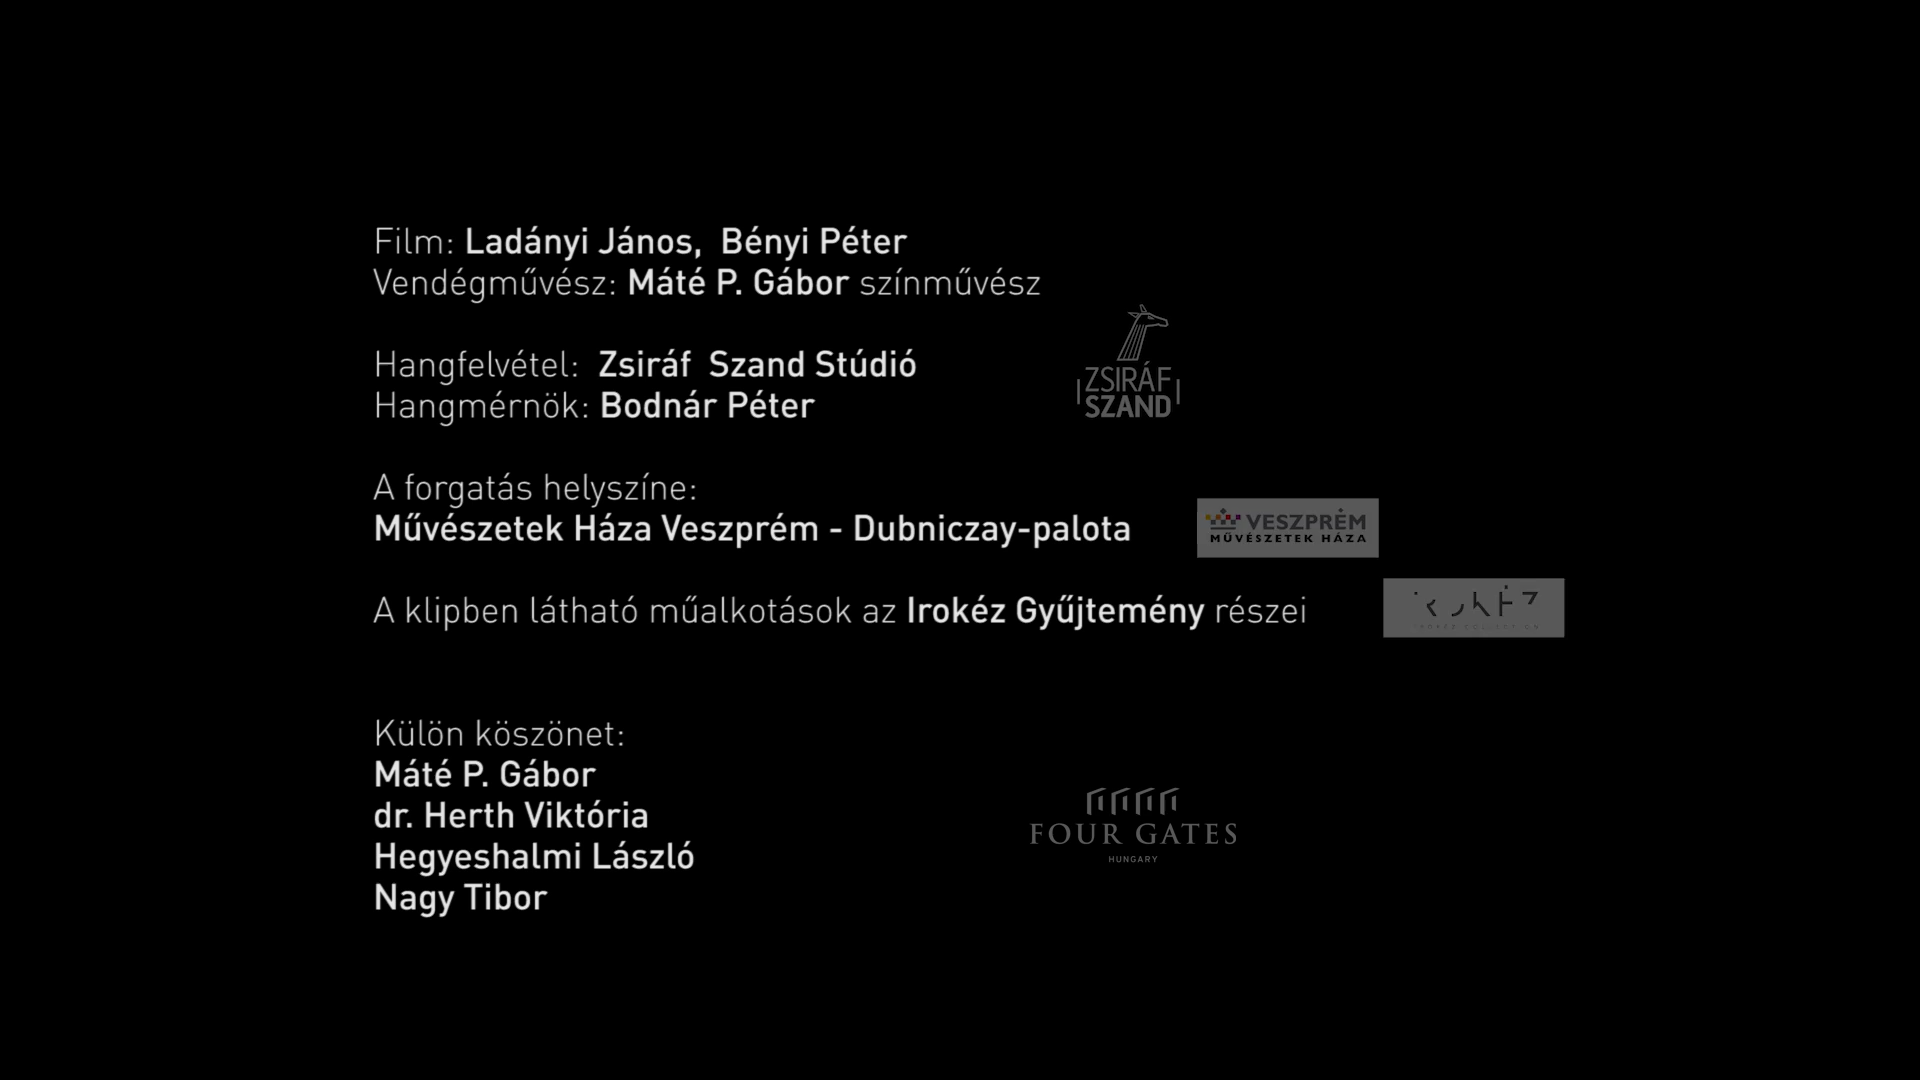 Film: Ladányi János,  Bényi Péter
Vendégművész: Máté P. Gábor színművész
Hangfelvétel:  Zsiráf  Szand Stúdió
Hangmérnök: Bodnár Péter
ZSIRÁF
SZAND
A forgatás helyszíne:
Művészetek Háza Veszprém - Dubniczay-palota
VESZPRÉM
MŰVÉSZETEK HÁZA
A klipben látható műalkotások az Irokéz Gyűjtemény részei
Külön köszönet:
Máté P. Gábor
dr. Herth Viktória
Hegyeshalmi László
Nagy Tibor
FOUR GATES
HUNGARY